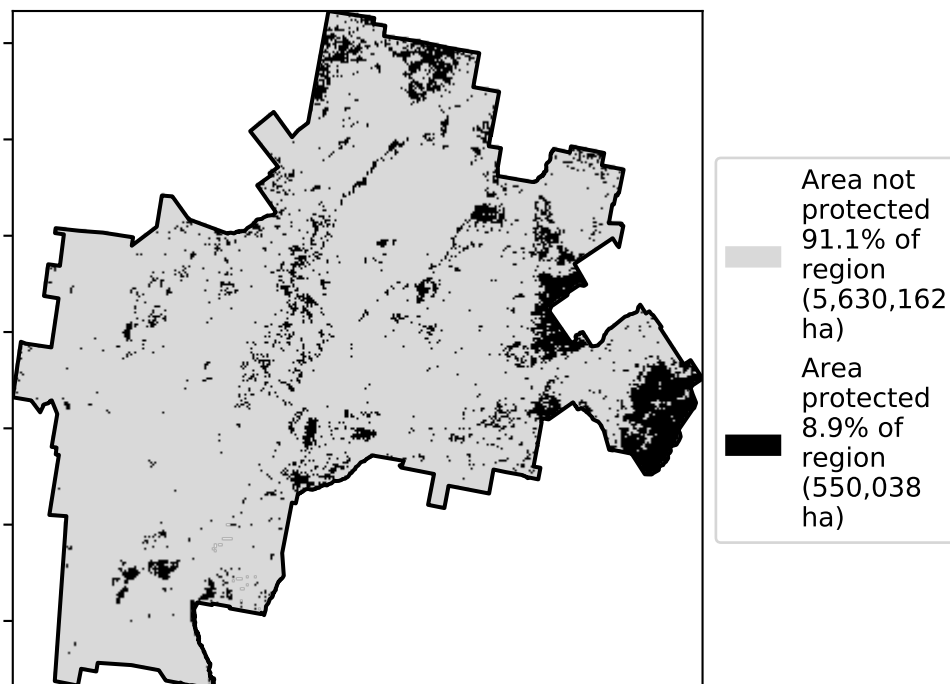 Area not
protected
91.1% of
region
(5,630,162
ha)
Area
protected
8.9% of
region
(550,038
ha)